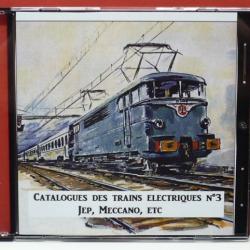 Catalogues des trains electriques n°3
Jep, Meccano, etc